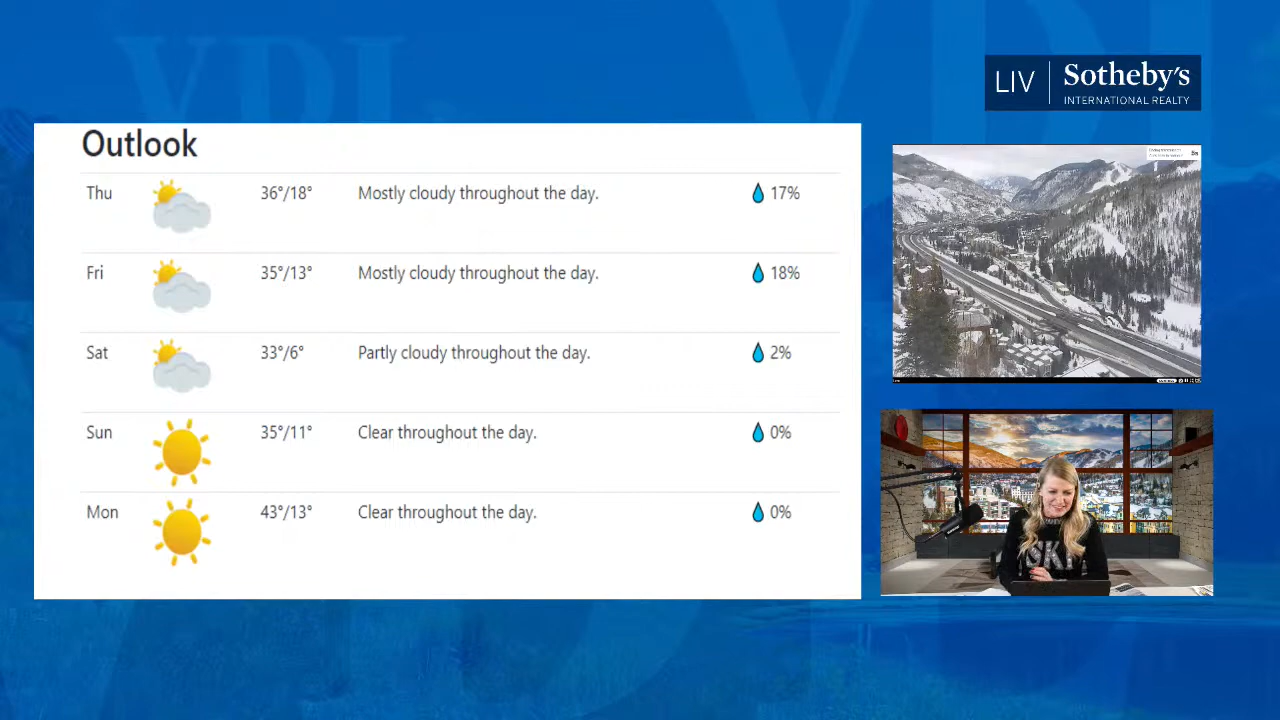 VDL
VDL
LIV
Sotheby's
INTERNATIONAL REALTY
Outlook
Thu 36°/18° Mostly cloudy throughout the day. 17%
Fri 35°/13° Mostly cloudy throughout the day. 18%
Sat 33°/6° Partly cloudy throughout the day. 2%
Sun 35°/11° Clear throughout the day. 0%
Mon 43°/13° Clear throughout the day. 0%
SKI